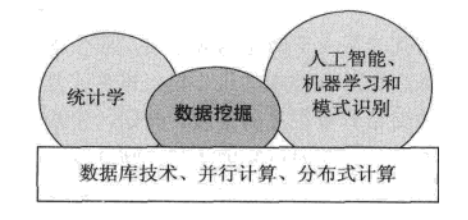 统计学
数据挖掘
人工智能、
机器学习和
模式识别
数据库技术、并行计算、分布式计算